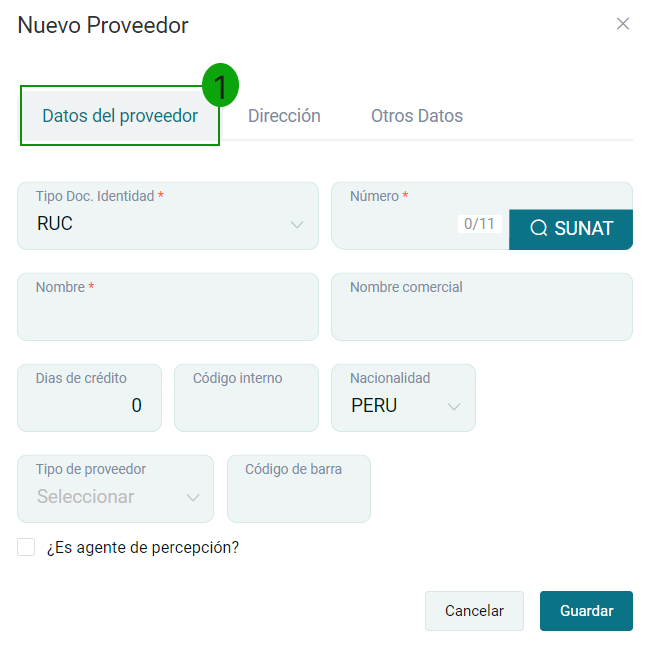 Nuevo Proveedor
1
Datos del proveedor Dirección Otros Datos
Tipo Doc. Identidad * Número *
RUC 0/11 SUNAT
Nombre * Nombre comercial
Dias de crédito Código interno Nacionalidad
0 PERU
Tipo de proveedor Código de barra
Seleccionar
¿Es agente de percepción?
Cancelar Guardar